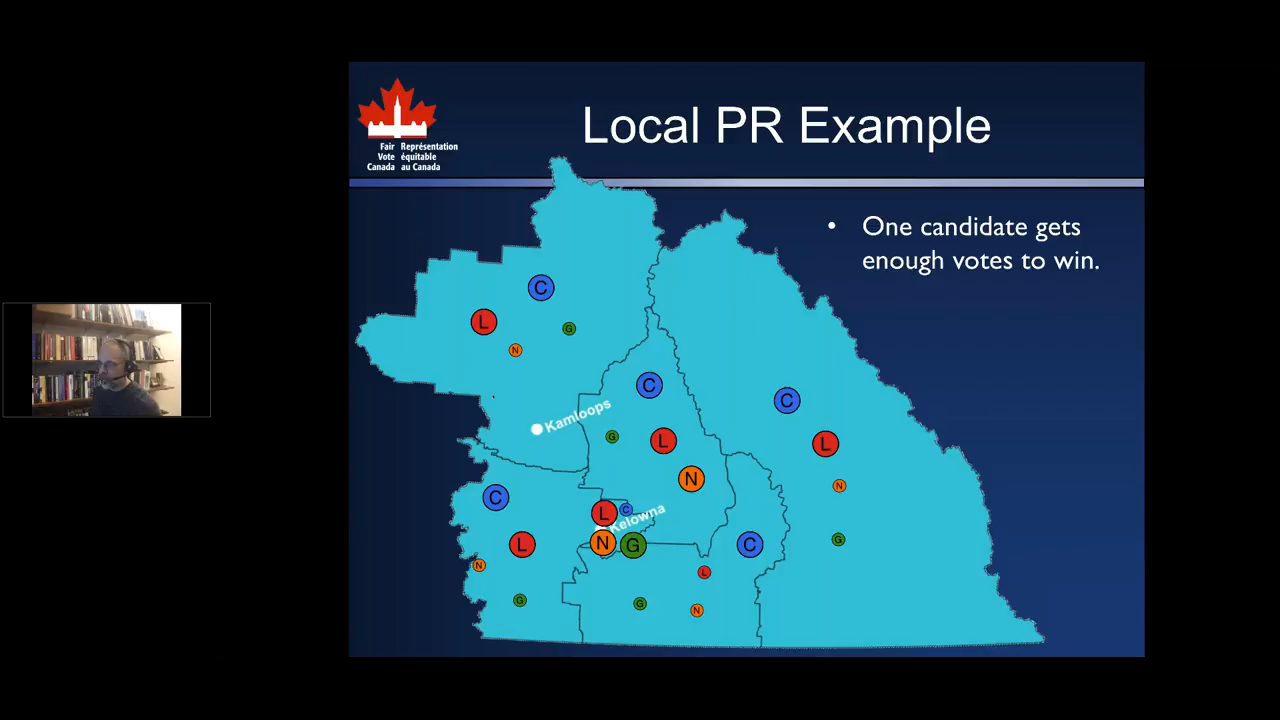 Local PR Example
Fair Représentation
Vote équitable
Canada au Canada
• One candidate gets
enough votes to win.
C
L
G
N
Kamloops
C
G
L
N
C
L
N
G
C
L
N
G
L
C
Kelowna
N
G
C
L
G
N